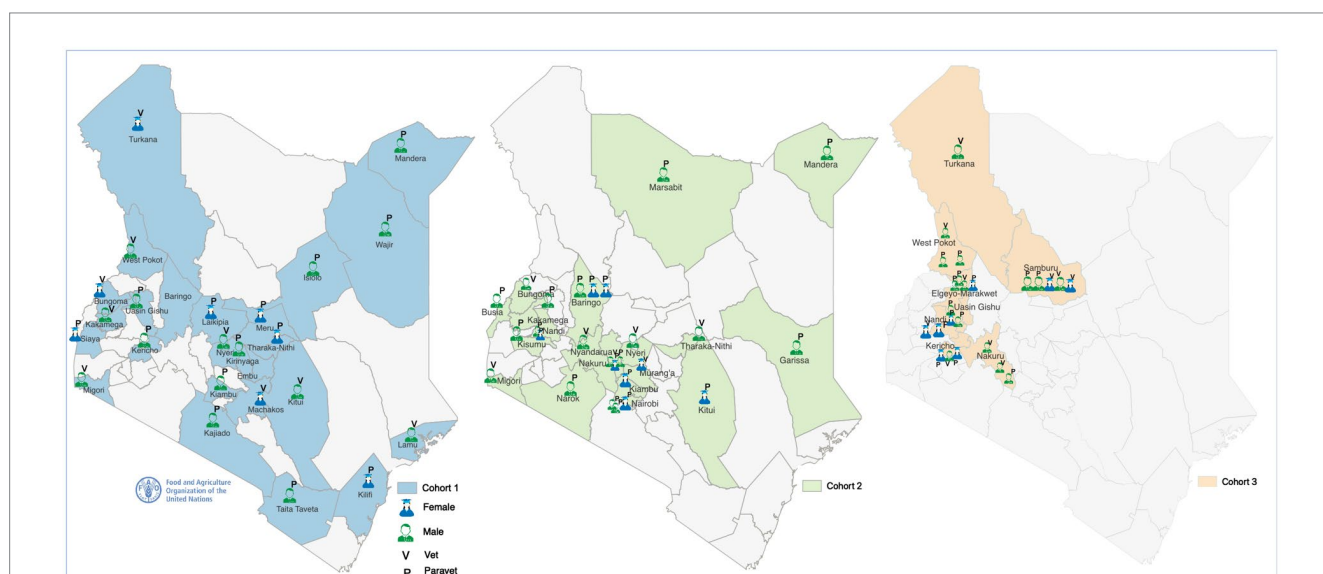 V
Turkana
P
Mandera
P
Wajir
P
Isiolo
V
West Pokot
V
Bungoma
P
Uasin Gishu
Baringo
V
Kakamega
P
Siaya
P
Kericho
P
Laikipia
P
Meru
P
Tharaka-Nithi
V
Nyeri
P
Kirinyaga
Embu
V
Migori
P
Kiambu
V
Machakos
V
Kitui
P
Kajiado
V
Lamu
P
Kilifi
P
Taita Taveta
Food and Agriculture
Organization of the
United Nations
Cohort 1
Female
Male
V Vet
P Paravet
P
Marsabit
P
Mandera
V
Bungoma
P
Busia
P
Kakamega
P P P
Baringo
P
Kisumu
P
Nandi
V
Nyandarua
V
Nyeri
V
Tharaka-Nithi
P
Garissa
Nakuru
V
Murang'a
V
Migori
P
Narok
P
Kiambu
P
Kitui
P P
Nairobi
Cohort 2
V
Turkana
V
West Pokot
P P
Samburu
P P V V V
P P V P
Elgeyo-Marakwet
Uasin Gishu
Nandi
V P
Kericho
P V P
V
Nakuru
V
P
Cohort 3